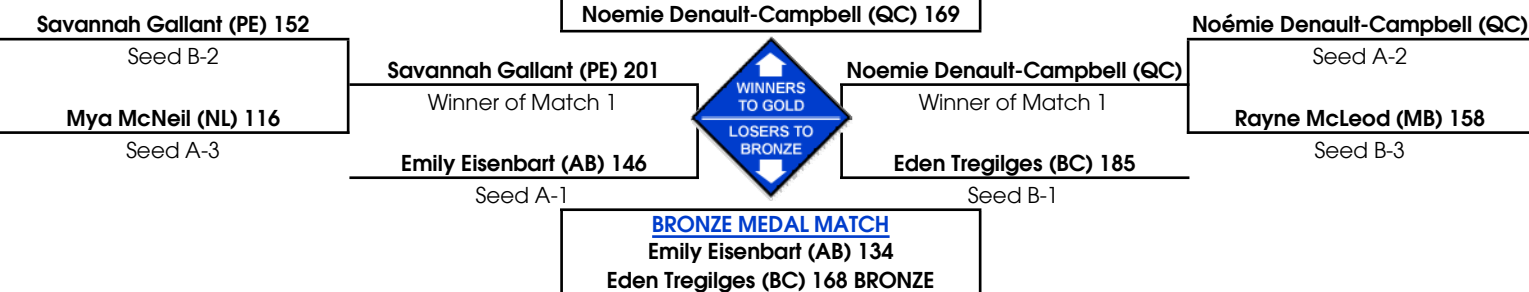 Noemie Denault-Campbell (QC) 169
Savannah Gallant (PE) 152
Seed B-2
Mya McNeil (NL) 116
Seed A-3
Savannah Gallant (PE) 201
Winner of Match 1
Emily Eisenbart (AB) 146
Seed A-1
WINNERS
TO GOLD
LOSERS TO
BRONZE
Noemie Denault-Campbell (QC)
Winner of Match 1
Eden Tregilges (BC) 185
Seed B-1
Noémie Denault-Campbell (QC)
Seed A-2
Rayne McLeod (MB) 158
Seed B-3
BRONZE MEDAL MATCH
Emily Eisenbart (AB) 134
Eden Tregilges (BC) 168 BRONZE